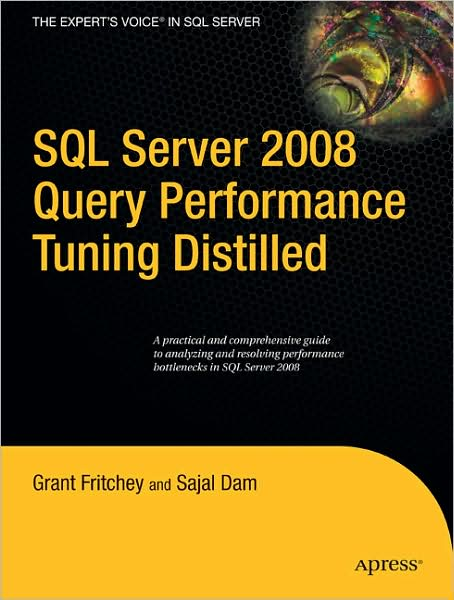 THE EXPERT'S VOICE® IN SQL SERVER
SQL Server 2008
Query Performance
Tuning Distilled
A practical and comprehensive guide
to analyzing and resolving performance
bottlenecks in SQL Server 2008
Grant Fritchey and Sajal Dam
Apress®